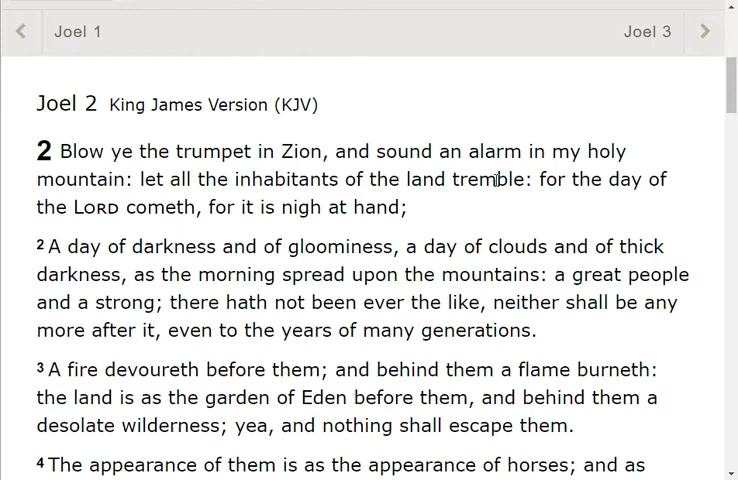 Joel 1
Joel 3
Joel 2 King James Version (KJV)
2 Blow ye the trumpet in Zion, and sound an alarm in my holy
mountain: let all the inhabitants of the land tremble: for the day of
the LORD cometh, for it is nigh at hand;
2 A day of darkness and of gloominess, a day of clouds and of thick
darkness, as the morning spread upon the mountains: a great people
and a strong; there hath not been ever the like, neither shall be any
more after it, even to the years of many generations.
3 A fire devoureth before them; and behind them a flame burneth:
the land is as the garden of Eden before them, and behind them a
desolate wilderness; yea, and nothing shall escape them.
4 The appearance of them is as the appearance of horses; and as